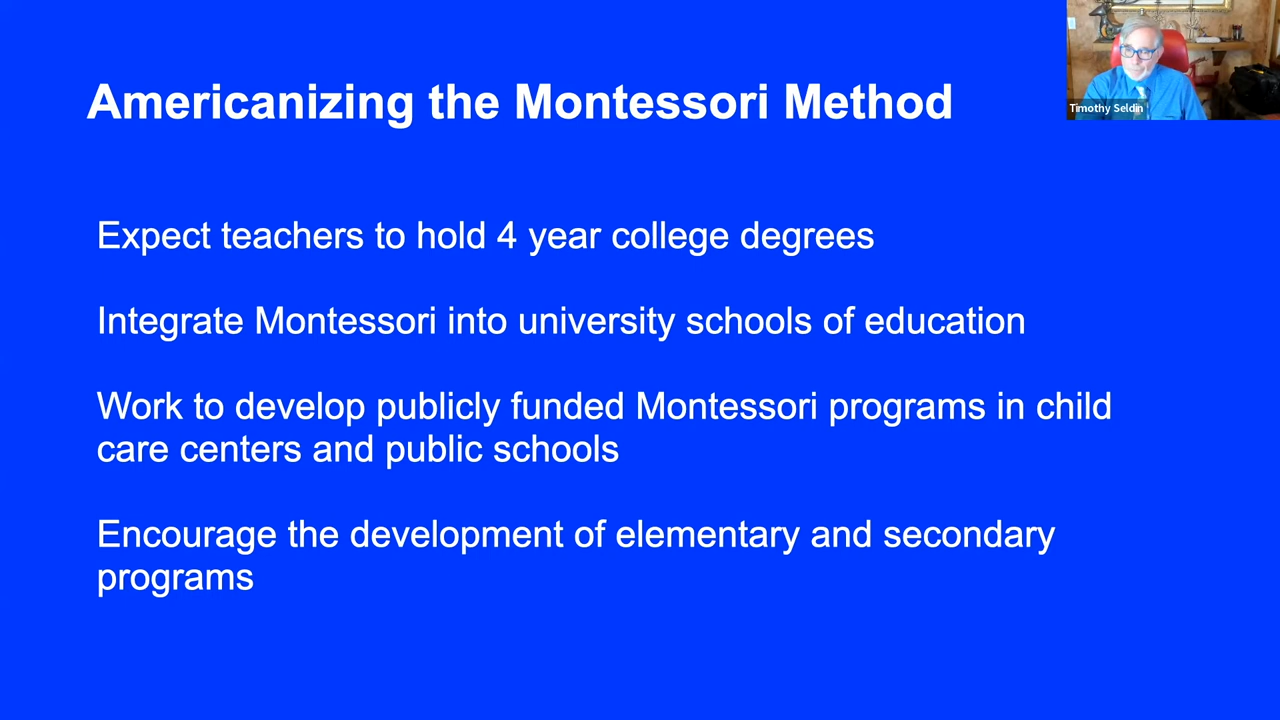 Americanizing the Montessori Method
Timothy Seldin
Expect teachers to hold 4 year college degrees
Integrate Montessori into university schools of education
Work to develop publicly funded Montessori programs in child
care centers and public schools
Encourage the development of elementary and secondary
programs